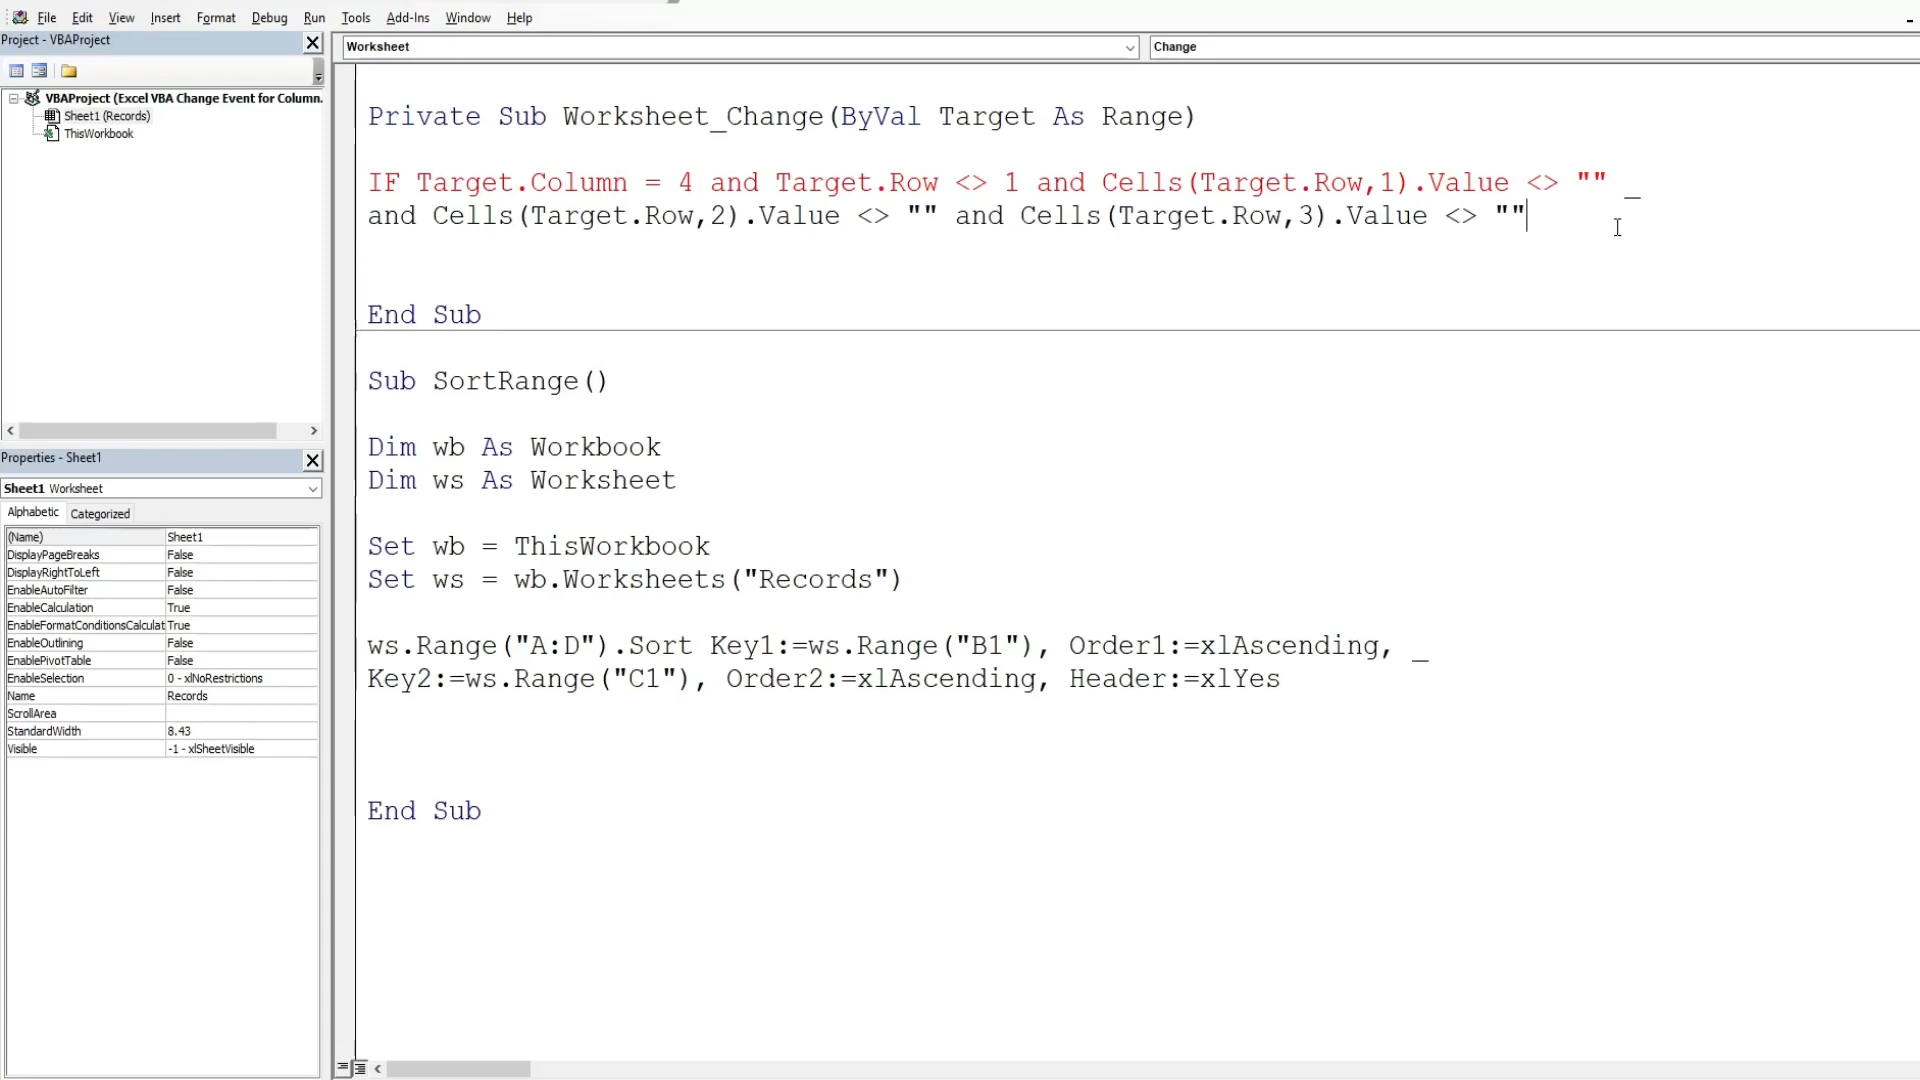 File Edit View Insert Format Debug Run Tools Add-Ins Window Help
Project - VBAProject
VBAProject (Excel VBA Change Event for Column.
Sheet1 (Records)
ThisWorkbook
Properties - Sheet1
Sheet1 Worksheet
Alphabetic Categorized
(Name) Sheet1
DisplayPageBreaks False
DisplayRightToLeft False
EnableAutoFilter False
EnableCalculation True
EnableFormatConditionsCalculat True
EnableOutlining False
EnablePivotTable False
EnableSelection 0 - xlNoRestrictions
Name Records
ScrollArea
StandardWidth 8.43
Visible -1 - xlSheetVisible
Worksheet Change
Private Sub Worksheet_Change(ByVal Target As Range)
IF Target.Column = 4 and Target.Row <> 1 and Cells(Target.Row,1).Value <> "" _
and Cells(Target.Row,2).Value <> "" and Cells(Target.Row,3).Value <> ""
End Sub
Sub SortRange()
Dim wb As Workbook
Dim ws As Worksheet
Set wb = ThisWorkbook
Set ws = wb.Worksheets("Records")
ws.Range("A:D").Sort Key1:=ws.Range("B1"), Order1:=xlAscending, _
Key2:=ws.Range("C1"), Order2:=xlAscending, Header:=xlYes
End Sub